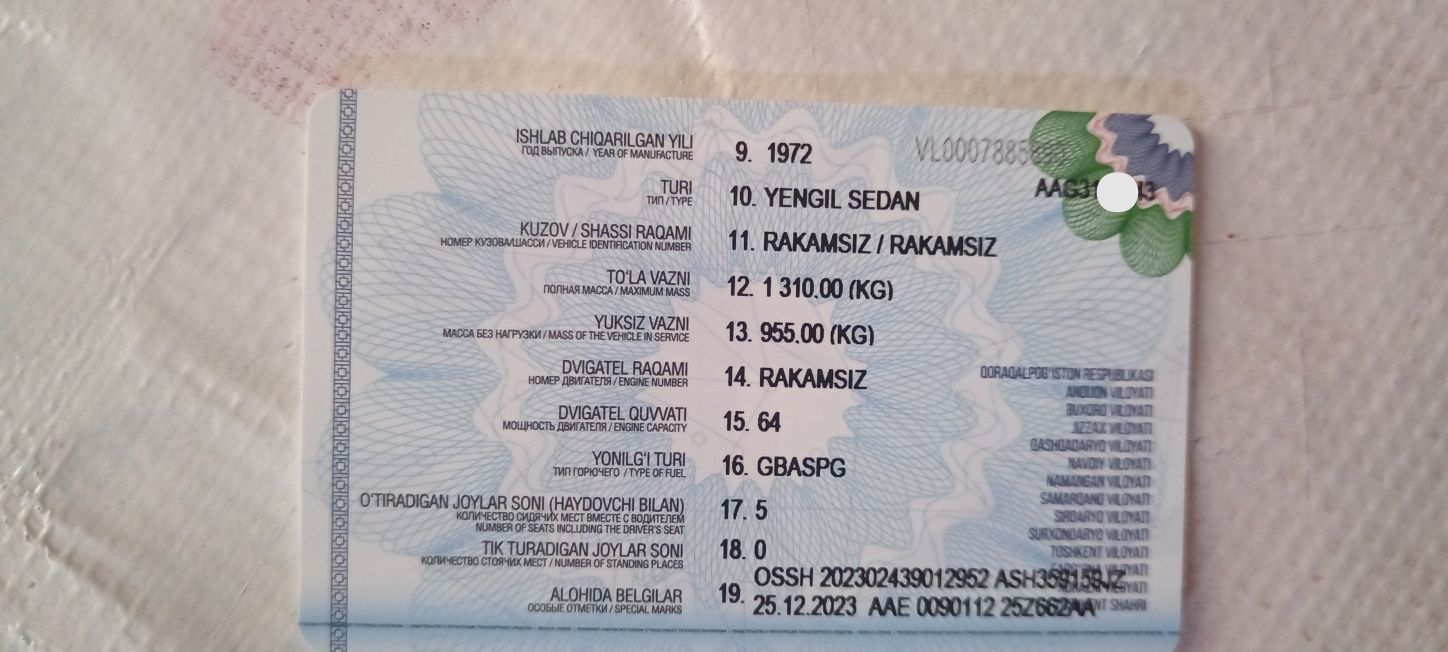 ISHLAB CHIQARILGAN YILI
ГОД ВЫПУСКА / YEAR OF MANUFACTURE
9. 1972
VL0007885
TURI
ТИП / TYPE
10. YENGIL SEDAN
KUZOV / SHASSI RAQAMI
НОМЕР КУЗОВА/ШАССИ / VEHICLE IDENTIFICATION NUMBER
11. RAKAMSIZ / RAKAMSIZ
TO'LA VAZNI
ПОЛНАЯ МАССА / MAXIMUM MASS
12. 1 310.00 (KG)
YUKSIZ VAZNI
МАССА БЕЗ НАГРУЗКИ / MASS OF THE VEHICLE IN SERVICE
13. 955.00 (KG)
DVIGATEL RAQAMI
НОМЕР ДВИГАТЕЛЯ / ENGINE NUMBER
14. RAKAMSIZ
DVIGATEL QUVVATI
МОЩНОСТЬ ДВИГАТЕЛЯ / ENGINE CAPACITY
15. 64
YONILG'I TURI
ТИП ГОРЮЧЕГО / TYPE OF FUEL
16. GBASPG
O'TIRADIGAN JOYLAR SONI (HAYDOVCHI BILAN)
КОЛИЧЕСТВО СИДЯЧИХ МЕСТ ВМЕСТЕ С ВОДИТЕЛЕМ
NUMBER OF SEATS INCLUDING THE DRIVER'S SEAT
17. 5
TIK TURADIGAN JOYLAR SONI
КОЛИЧЕСТВО СТОЯЧИХ МЕСТ / NUMBER OF STANDING PLACES
18. 0
ALOHIDA BELGILAR
ОСОБЫЕ ОТМЕТКИ / SPECIAL MARKS
19. OSSH 202302439012952 ASH359159JZ
25.12.2023 AAE 0090112 25Z662AA
QORAQALPOG'ISTON RESPUBLIKASI
ANDIJON VILOYATI
BUXORO VILOYATI
JIZZAX VILOYATI
QASHQADARYO VILOYATI
NAVOIY VILOYATI
NAMANGAN VILOYATI
SAMARQAND VILOYATI
SIRDARYO VILOYATI
SURXONDARYO VILOYATI
TOSHKENT VILOYATI
SHAHRI